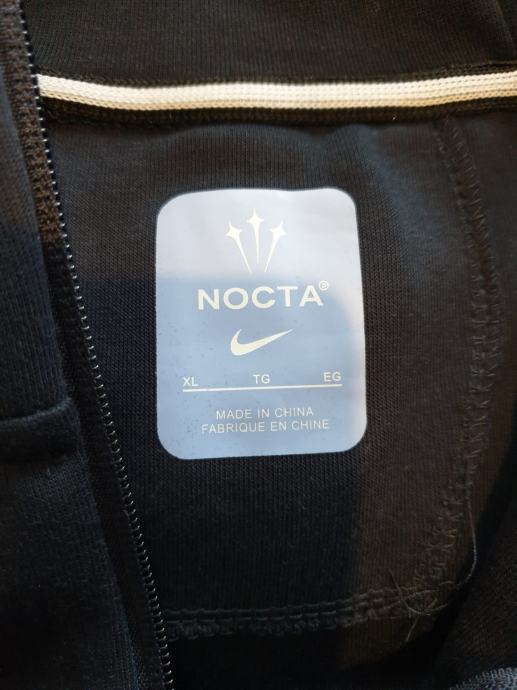 NOCTA®
XL TG EG
MADE IN CHINA
FABRIQUE EN CHINE